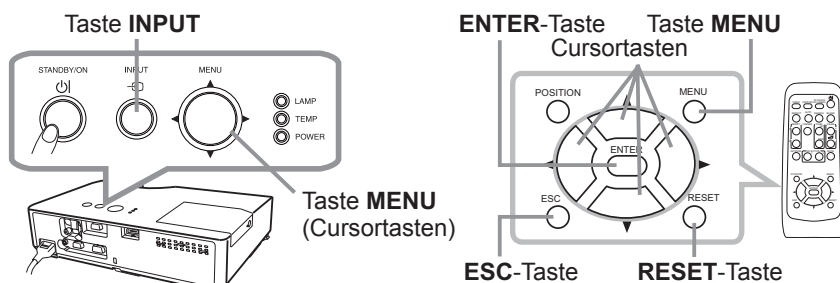 Taste INPUT
STANDBY/ON
INPUT
MENU
LAMP
TEMP
POWER
Taste MENU
(Cursortasten)
ENTER-Taste
Taste MENU
Cursortasten
POSITION
MENU
ENTER
ESC
RESET
ESC-Taste
RESET-Taste